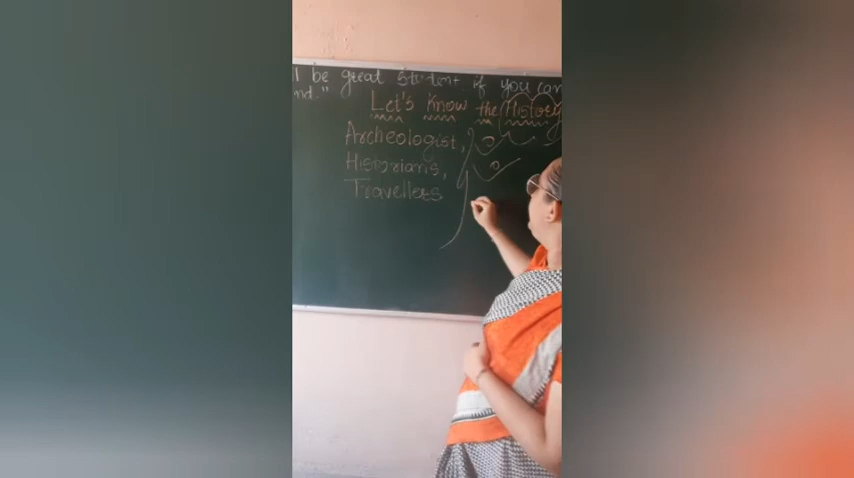 I be great Student if you can
nd."
Let's Know the History
Archeologist,
Historians,
Travellers